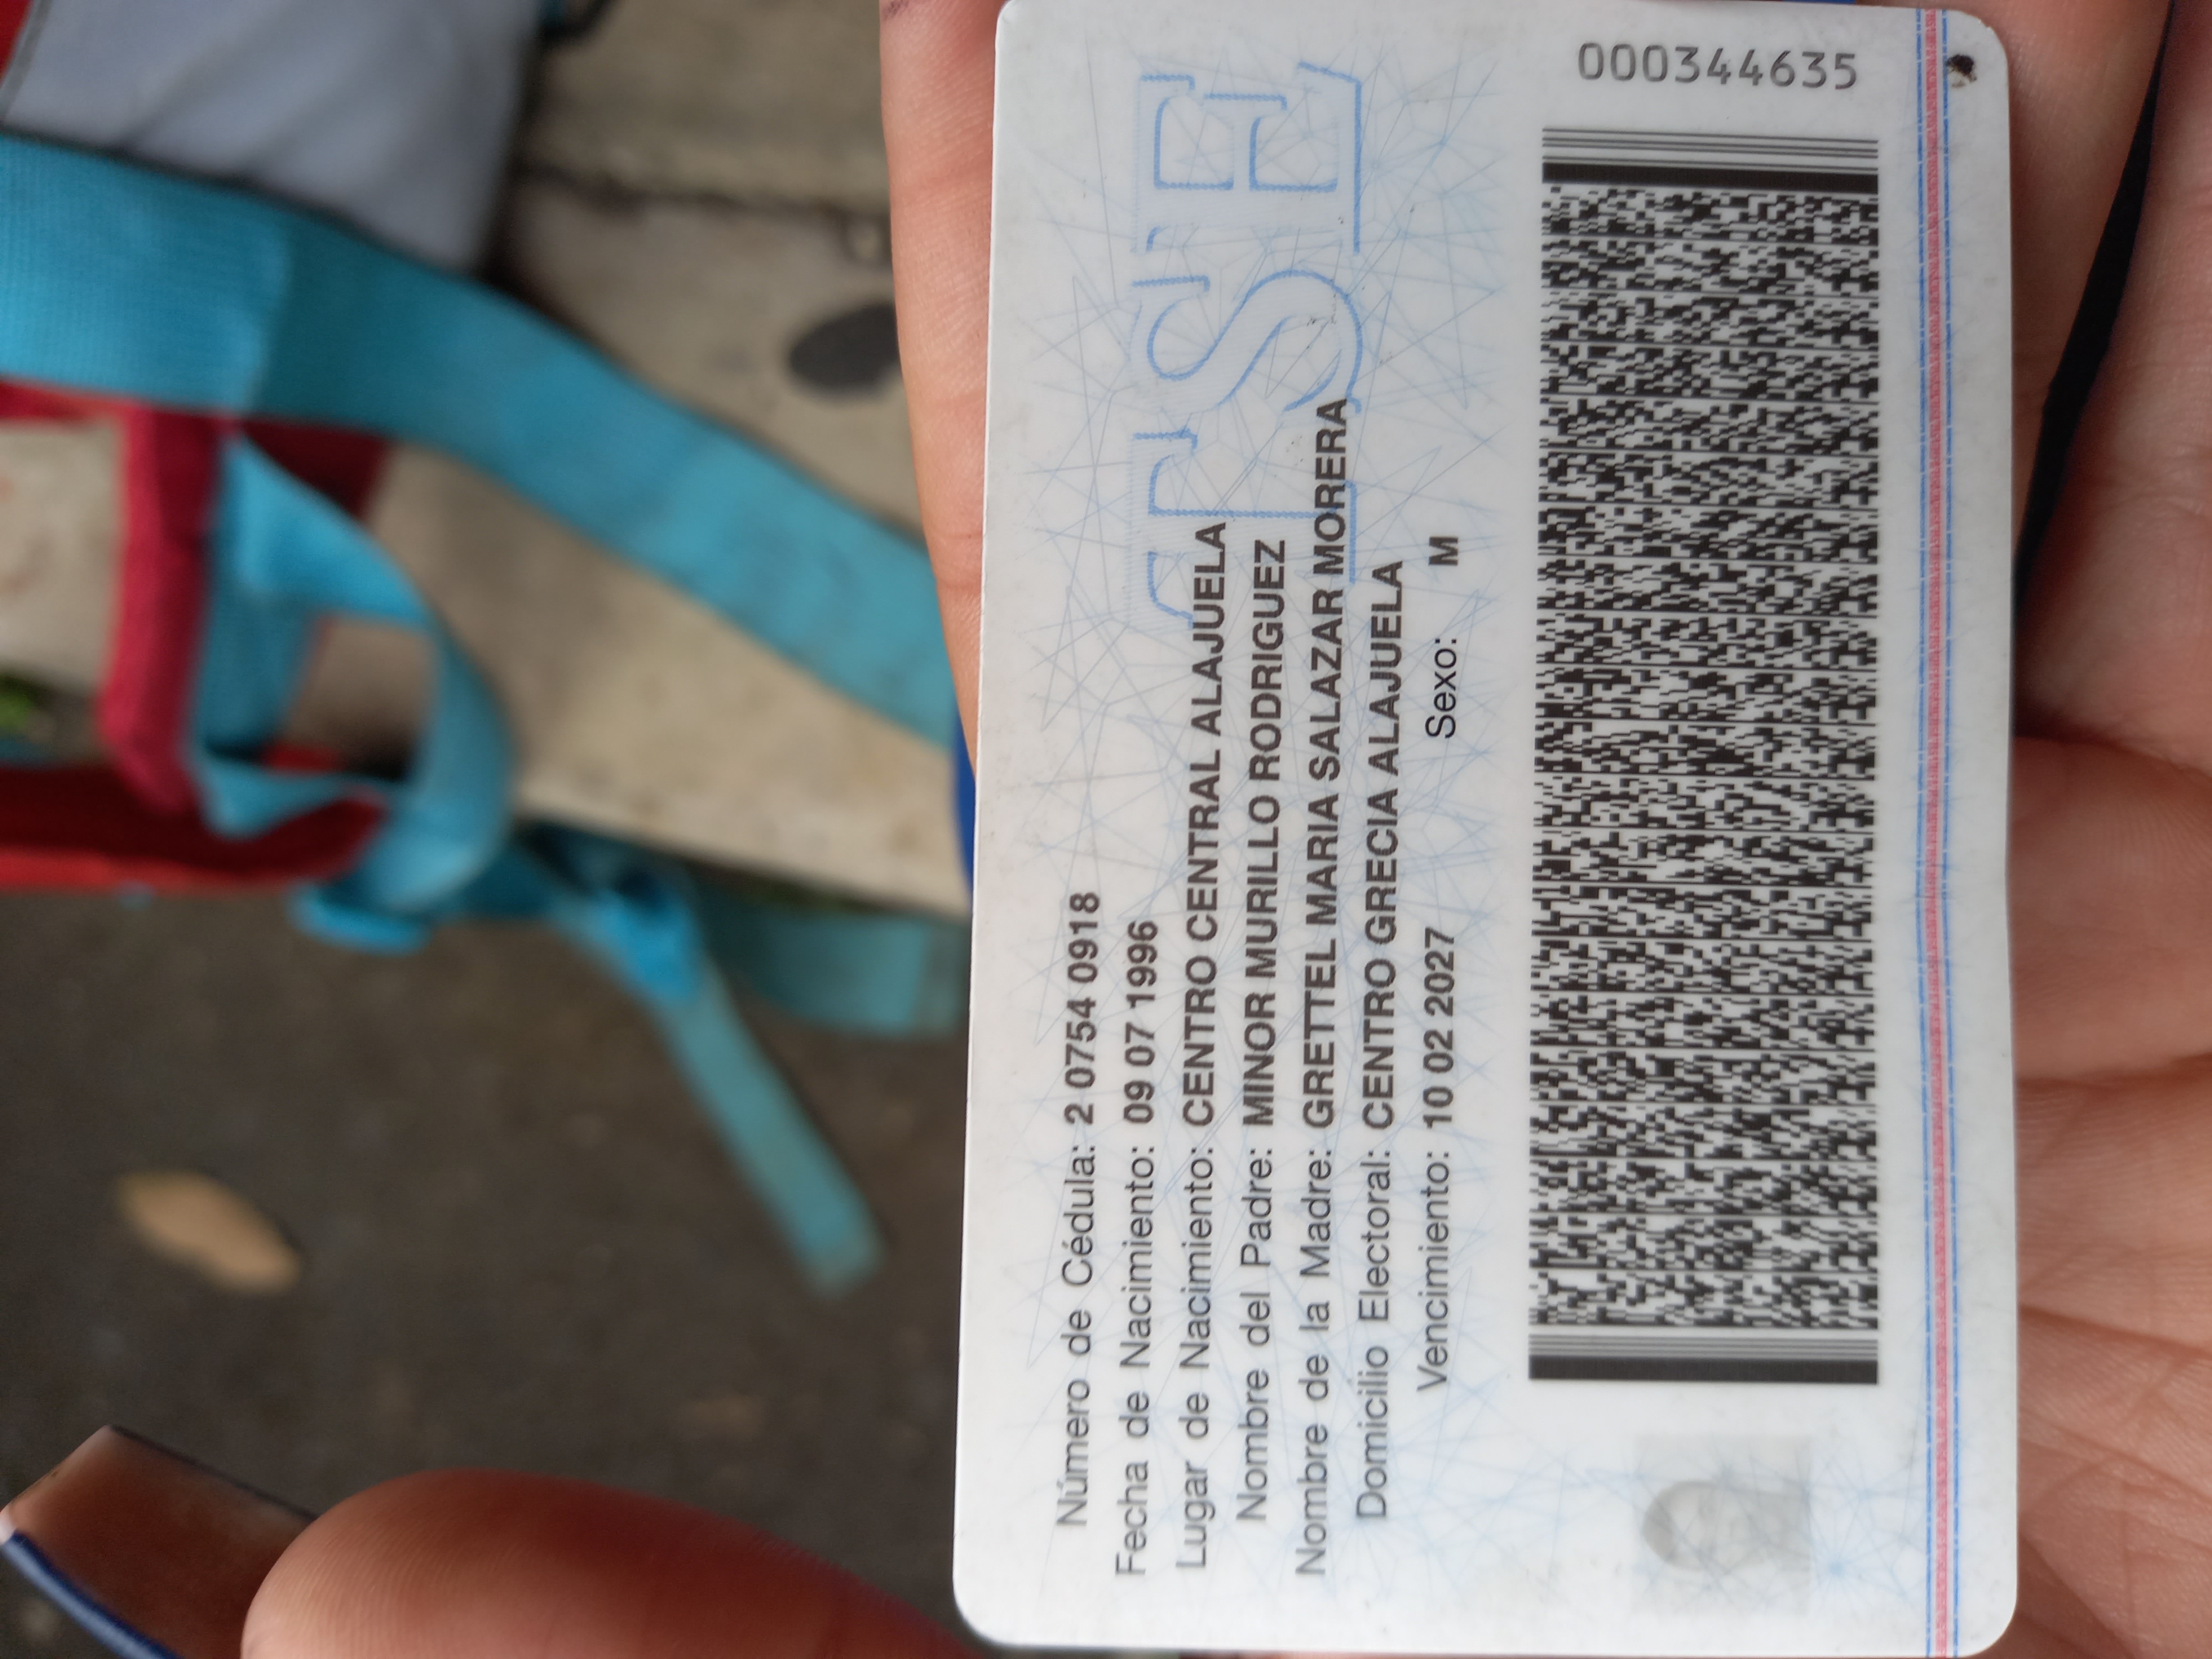 Número de Cédula: 2 0754 0918
Fecha de Nacimiento: 09 07 1996
Lugar de Nacimiento: CENTRO CENTRAL ALAJUELA
Nombre del Padre: MINOR MURILLO RODRIGUEZ
Nombre de la Madre: GRETTEL MARIA SALAZAR MORERA
Domicilio Electoral: CENTRO GRECIA ALAJUELA
Vencimiento: 10 02 2027 Sexo: M
TSE
000344635